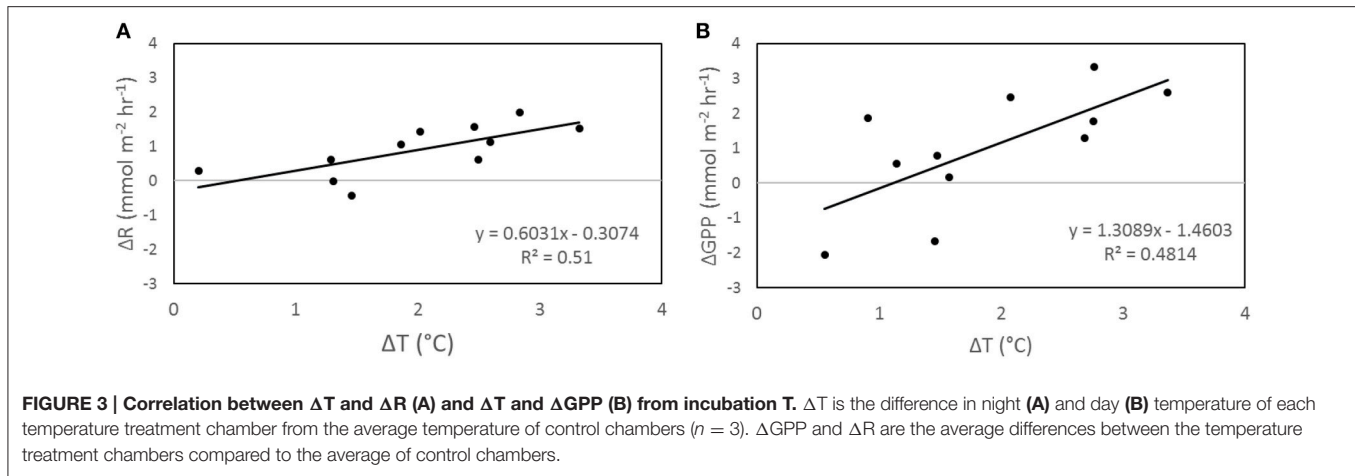 A
4
3
2
1
0
1
2
-3
ΔR (mmol m⁻² hr⁻¹)
y = 0.6031x - 0.3074
R² = 0.51
0 1 2 3 4
ΔT (°C)
B
4
3
2
1
0
-1
-2
-3
ΔGPP (mmol m⁻² hr⁻¹)
y = 1.3089x - 1.4603
R² = 0.4814
0 1 2 3 4
ΔT (°C)
FIGURE 3 | Correlation between ΔT and ΔR (A) and ΔT and ΔGPP (B) from incubation T. ΔT is the difference in night (A) and day (B) temperature of each
temperature treatment chamber from the average temperature of control chambers (n = 3). ΔGPP and ΔR are the average differences between the temperature
treatment chambers compared to the average of control chambers.